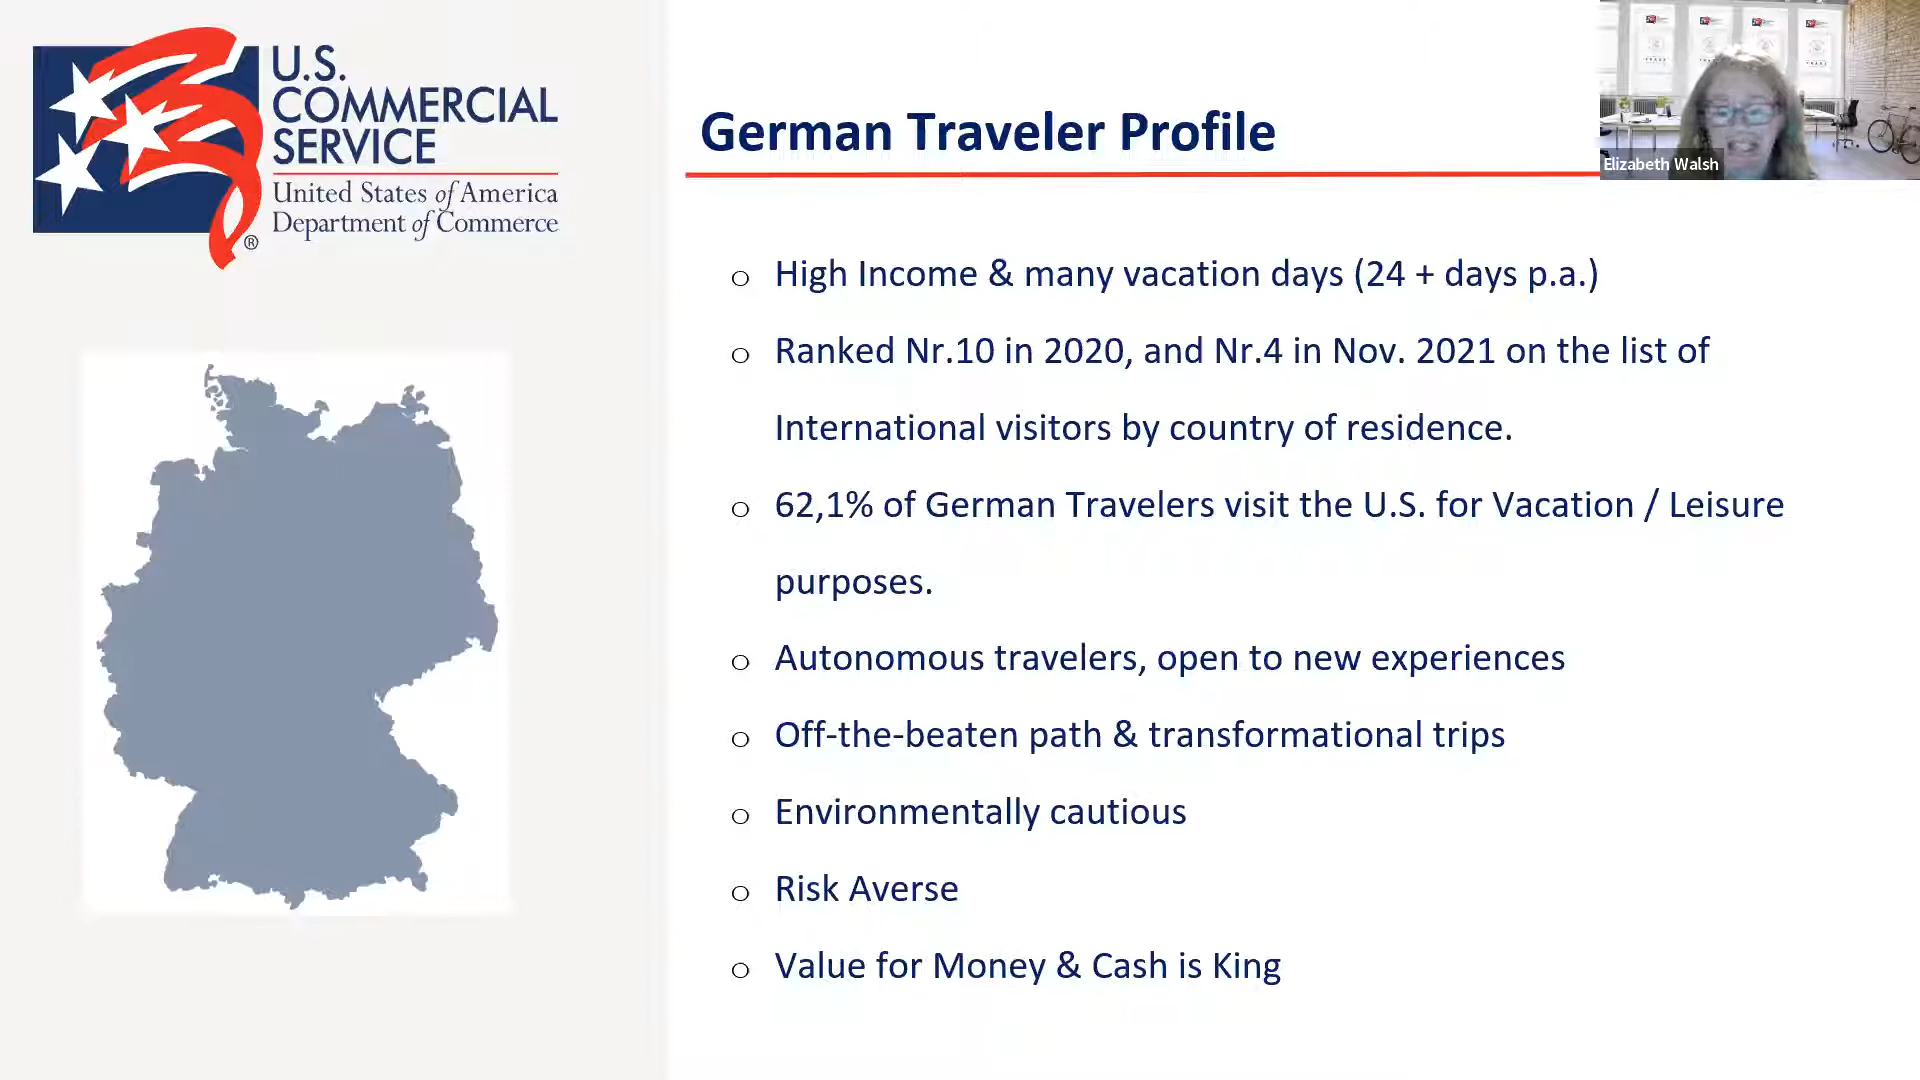 U.S.
COMMERCIAL
SERVICE
United States of America
Department of Commerce
®
German Traveler Profile
Elizabeth Walsh
o High Income & many vacation days (24 + days p.a.)
o Ranked Nr.10 in 2020, and Nr.4 in Nov. 2021 on the list of
International visitors by country of residence.
o 62,1% of German Travelers visit the U.S. for Vacation / Leisure
purposes.
o Autonomous travelers, open to new experiences
o Off-the-beaten path & transformational trips
o Environmentally cautious
o Risk Averse
o Value for Money & Cash is King